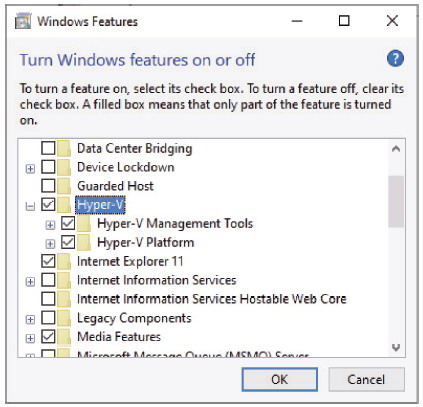 Windows Features
Turn Windows features on or off
To turn a feature on, select its check box. To turn a feature off, clear its
check box. A filled box means that only part of the feature is turned
on.
Data Center Bridging
Device Lockdown
Guarded Host
Hyper-V
Hyper-V Management Tools
Hyper-V Platform
Internet Explorer 11
Internet Information Services
Internet Information Services Hostable Web Core
Legacy Components
Media Features
Microsoft Message Queue (MSMQ) Server
OK Cancel